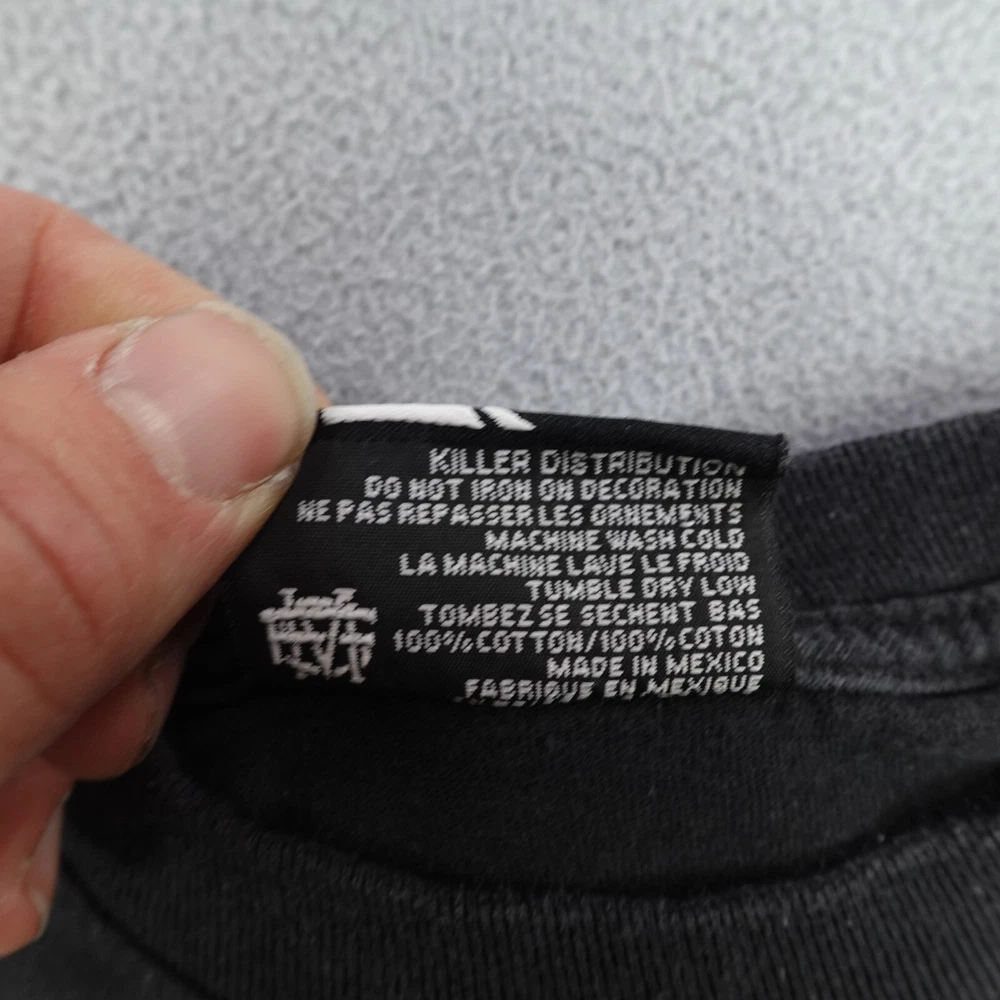 KILLER DISTRIBUTION
DO NOT IRON ON DECORATION
NE PAS REPASSER LES ORNEMENTS
MACHINE WASH COLD
LA MACHINE LAVE LE FROID
TUMBLE DRY LOW
TOMBEZ SE SECHENT BAS
100% COTTON/100% COTON
MADE IN MEXICO
FABRIQUE EN MEXIQUE